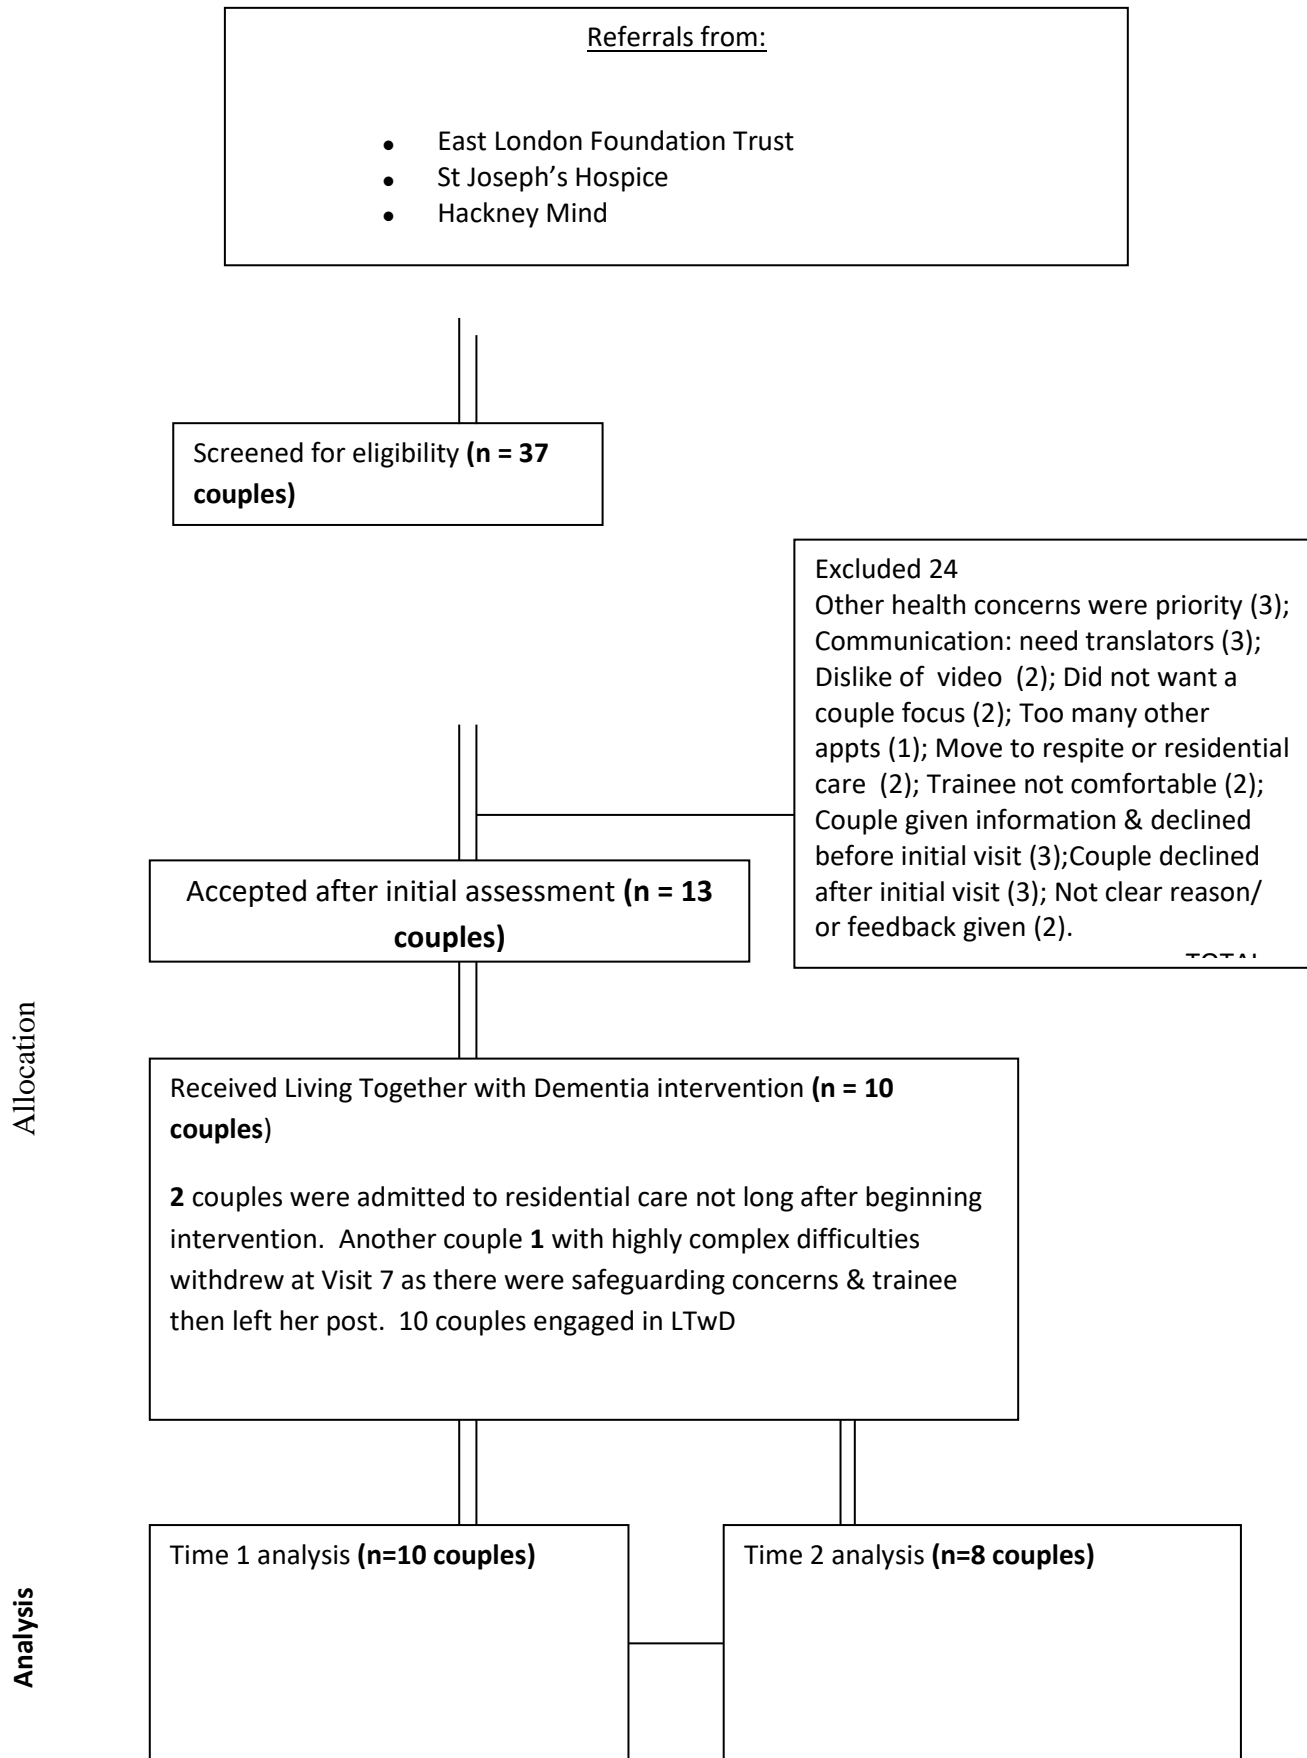 Referrals from:
● East London Foundation Trust
● St Joseph’s Hospice
● Hackney Mind
Screened for eligibility (n = 37
couples)
Excluded 24
Other health concerns were priority (3);
Communication: need translators (3);
Dislike of  video  (2); Did not want a
couple focus (2); Too many other
appts (1); Move to respite or residential
care  (2); Trainee not comfortable (2);
Couple given information & declined
before initial visit (3);Couple declined
after initial visit (3); Not clear reason/
or feedback given (2).
Accepted after initial assessment (n = 13
couples)
Allocation
Received Living Together with Dementia intervention (n = 10
couples)
2 couples were admitted to residential care not long after beginning
intervention.  Another couple 1 with highly complex difficulties
withdrew at Visit 7 as there were safeguarding concerns & trainee
then left her post.  10 couples engaged in LTwD
Analysis
Time 1 analysis (n=10 couples)
Time 2 analysis (n=8 couples)